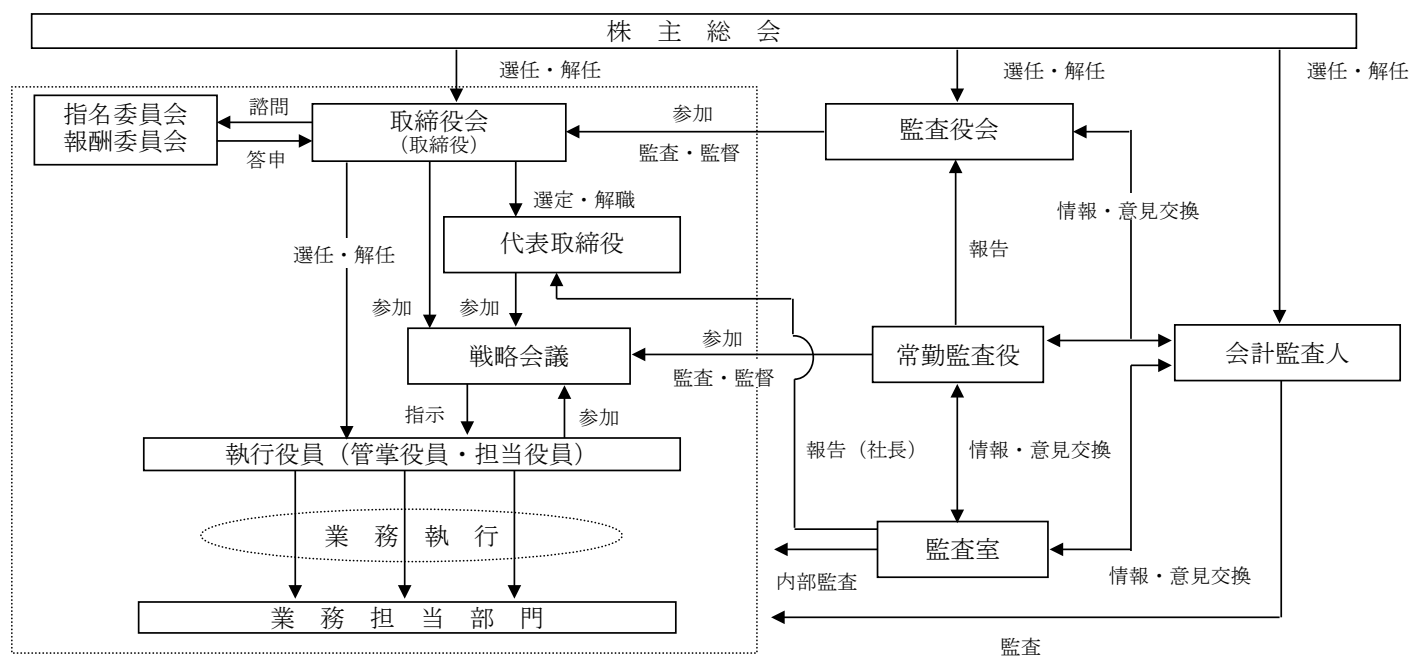 株 主 総 会
選任・解任
選任・解任
選任・解任
指名委員会
報酬委員会
諮問
答申
取締役会
(取締役)
参加
監査・監督
監査役会
選定・解職
情報・意見交換
代表取締役
選任・解任
報告
参加
参加
戦略会議
参加
監査・監督
常勤監査役
会計監査人
指示
参加
執行役員(管掌役員・担当役員)
報告(社長)
情報・意見交換
業 務 執 行
監査室
内部監査
情報・意見交換
業 務 担 当 部 門
監査